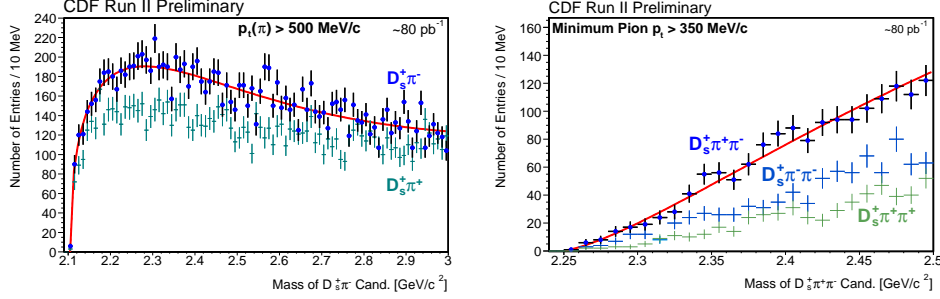 CDF Run II Preliminary
p_t(π) > 500 MeV/c
~80 pb⁻¹
Number of Entries / 10 MeV
240
220
200
180
160
140
120
100
80
60
40
20
0
D_s⁺π⁻
D_s⁺π⁺
2.1 2.2 2.3 2.4 2.5 2.6 2.7 2.8 2.9 3
Mass of D_s⁺π⁻ Cand. [GeV/c²]
CDF Run II Preliminary
Minimum Pion p_t > 350 MeV/c
~80 pb⁻¹
Number of Entries / 10 MeV
160
140
120
100
80
60
40
20
0
D_s⁺π⁺π⁻
D_s⁺π⁻π⁻
D_s⁺π⁺π⁺
2.25 2.3 2.35 2.4 2.45 2.5
Mass of D_s⁺π⁺π⁻ Cand. [GeV/c²]